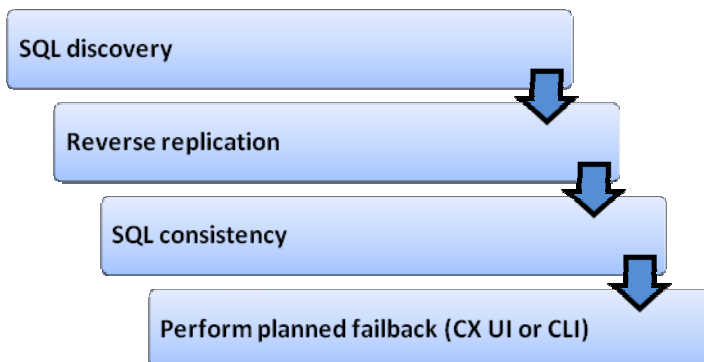 SQL discovery
Reverse replication
SQL consistency
Perform planned failback (CX UI or CLI)